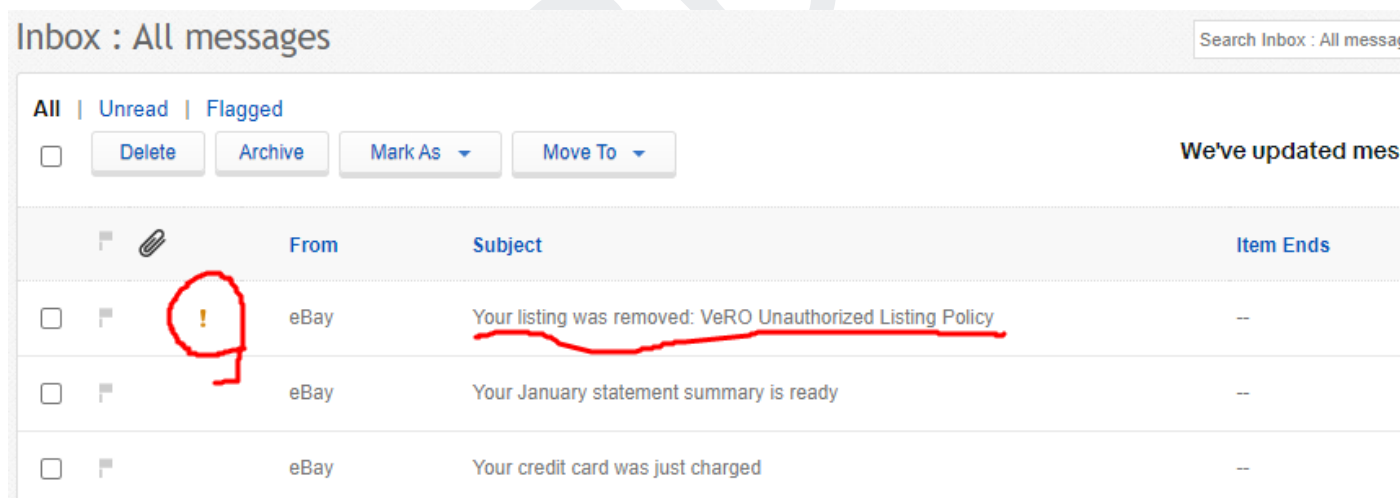 Inbox : All messages
Search Inbox : All
All | Unread | Flagged
Delete Archive Mark As Move To
We've updated
From Subject Item Ends
! eBay Your listing was removed: VeRO Unauthorized Listing Policy --
eBay Your January statement summary is ready --
eBay Your credit card was just charged --